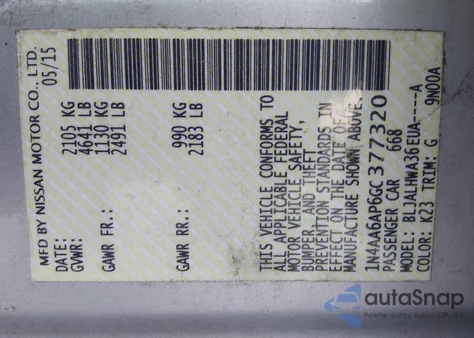 MFD BY NISSAN MOTOR CO., LTD.
DATE: 05/15
GVWR: 2105 KG
4641 LB
GAWR FR.: 1130 KG
2491 LB
GAWR RR: 990 KG
2183 LB
THIS VEHICLE CONFORMS TO
ALL APPLICABLE FEDERAL
MOTOR VEHICLE SAFETY,
BUMPER, AND THEFT
PREVENTION STANDARDS IN
EFFECT ON THE DATE OF
MANUFACTURE SHOWN ABOVE.
1N4AA6AP6GC377320
PASSENGER CAR 668
MODEL: BLJALHWA36EUA----A
COLOR: K23 TRIM: G 9N00A
autoSnap